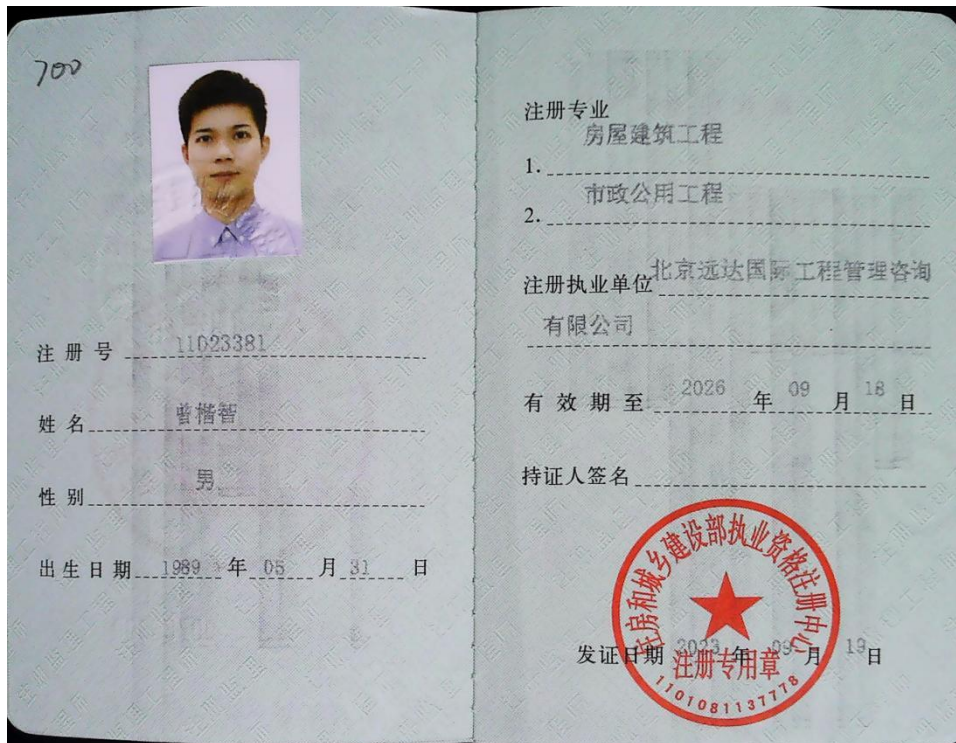 700
注册号 11023381
姓名 曾楷智
性别 男
出生日期 1989 年 05 月 31 日
注册专业
房屋建筑工程
1.
市政公用工程
2.
注册执业单位 北京远达国际工程管理咨询
有限公司
有效期至 2026 年 09 月 18 日
持证人签名
住房和城乡建设部执业资格注册中心
发证日期 2023 年 09 月 19 日
注册专用章
1101081137778